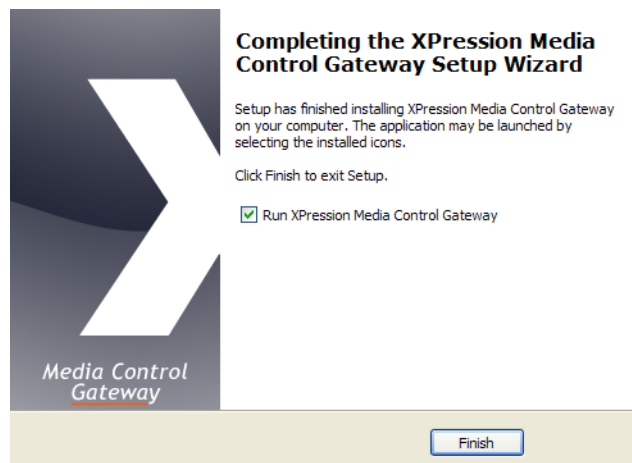 Completing the XPression Media
Control Gateway Setup Wizard
Setup has finished installing XPression Media Control Gateway
on your computer. The application may be launched by
selecting the installed icons.
Click Finish to exit Setup.
Run XPression Media Control Gateway
Media Control
Gateway
Finish